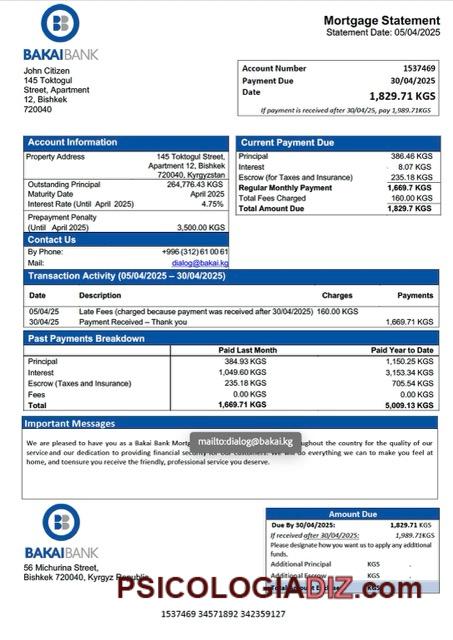 BAKAIBANK
Mortgage Statement
Statement Date: 05/04/2025
John Citizen
145 Toktogul
Street, Apartment
12, Bishkek
720040
Account Number 1537469
Payment Due 30/04/2025
Date 1,829.71 KGS
If payment is received after 30/04/25, pay 1,989.71KGS
Account Information
Property Address 145 Toktogul Street,
Apartment 12, Bishkek
720040, Kyrgyzstan
Outstanding Principal 264,776.43 KGS
Maturity Date April 2025
Interest Rate (Until April 2025) 4.75%
Prepayment Penalty
(Until April 2025) 3,500.00 KGS
Contact Us
By Phone: +996 (312) 61 00 61
Mail: dialog@bakai.kg
Current Payment Due
Principal 386.46 KGS
Interest 8.07 KGS
Escrow (for Taxes and Insurance) 235.18 KGS
Regular Monthly Payment 1,669.7 KGS
Total Fees Charged 160.00 KGS
Total Amount Due 1,829.7 KGS
Transaction Activity (05/04/2025 – 30/04/2025)
Date Description Charges Payments
05/04/25 Late Fees (charged because payment was received after 30/04/2025) 160.00 KGS
30/04/25 Payment Received – Thank you 1,669.71 KGS
Past Payments Breakdown
Paid Last Month Paid Year to Date
Principal 384.93 KGS 1,150.25 KGS
Interest 1,049.60 KGS 3,153.34 KGS
Escrow (Taxes and Insurance) 235.18 KGS 705.54 KGS
Fees 0.00 KGS 0.00 KGS
Total 1,669.71 KGS 5,009.13 KGS
Important Messages
We are pleased to have you as a Bakai Bank mailto:dialog@bakai.kg the country for the quality of our
service and our dedication to providing financial do everything we can to make you feel at
home, and toensure you receive the friendly, professional service you deserve.
BAKAIBANK
56 Michurina Street,
Bishkek 720040, Kyrgyz Republic
Amount Due
Due By 30/04/2025: 1,829.71 KGS
If received after 30/04/2025: 1,989.71KGS
Please designate how you want us to apply any additional
funds.
Additional Principal KGS .
Additional Escrow KGS .
PSICOLOGIADIZ.com
1537469 34571892 342359127